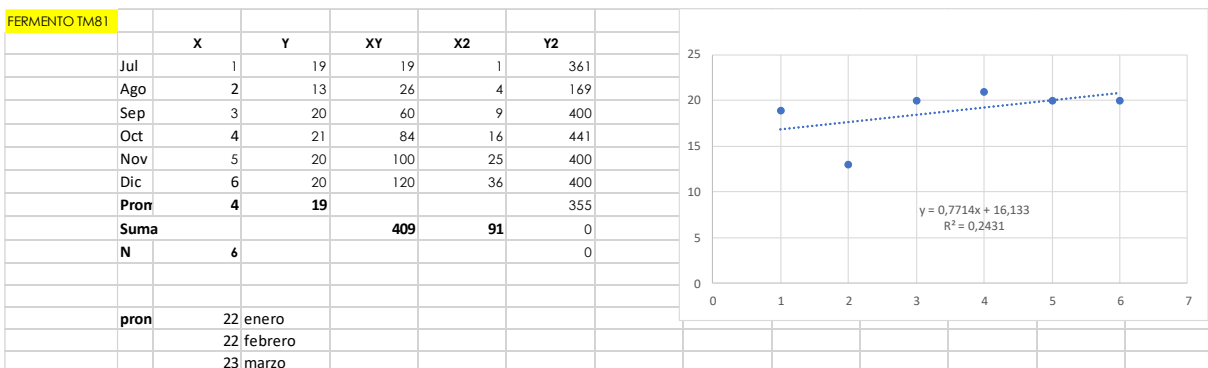 FERMENTO TM81
X Y XY X2 Y2
Jul 1 19 19 1 361
Ago 2 13 26 4 169
Sep 3 20 60 9 400
Oct 4 21 84 16 441
Nov 5 20 100 25 400
Dic 6 20 120 36 400
Prom 4 19 355
Suma 409 91 0
N 6 0
pron 22 enero
22 febrero
23 marzo
25
20
15
10
5
0
y = 0,7714x + 16,133
R² = 0,2431
0 1 2 3 4 5 6 7